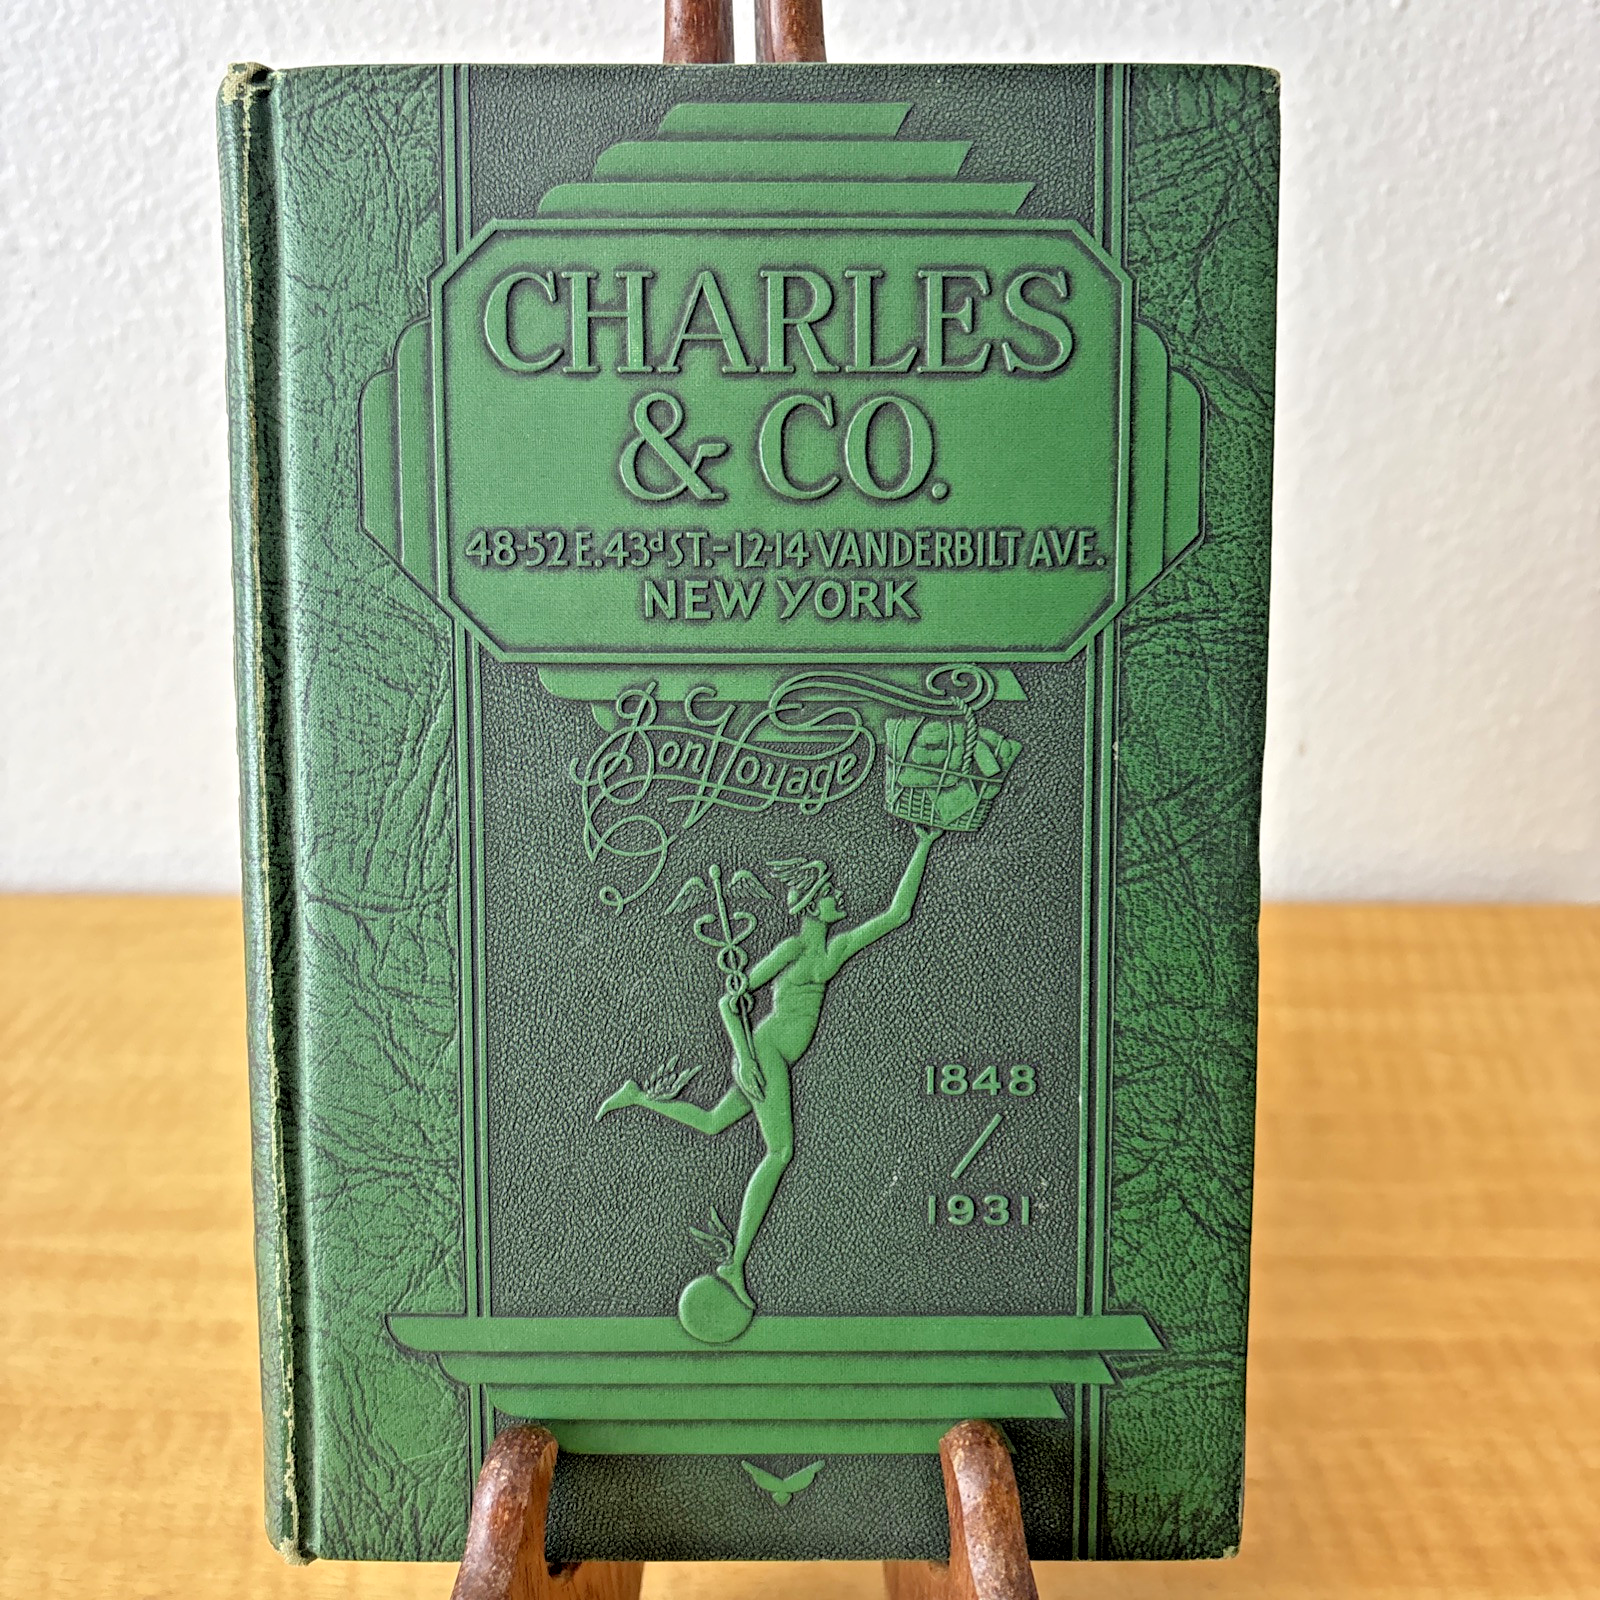 CHARLES
& CO.
48-52 E. 43d ST.-12-14 VANDERBILT AVE.
NEW YORK
Bon Voyage
1848
/
1931